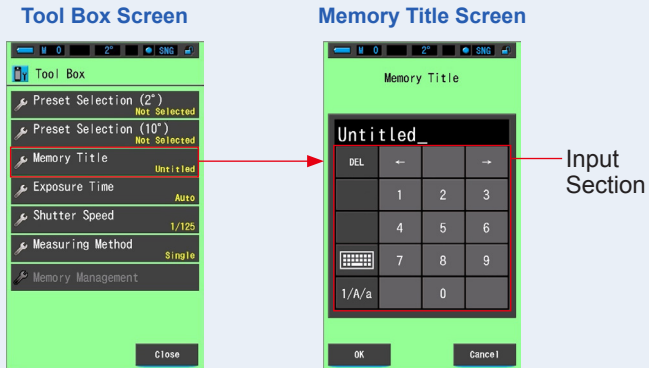 Tool Box Screen
M 0 2° SNG
Tool Box
Preset Selection (2°)
Not Selected
Preset Selection (10°)
Not Selected
Memory Title
Untitled
Exposure Time
Auto
Shutter Speed
1/125
Measuring Method
Single
Memory Management
Close
Memory Title Screen
M 0 2° SNG
Memory Title
Untitled_
DEL ← →
1 2 3
4 5 6
7 8 9
1/A/a 0
OK Cancel
Input
Section